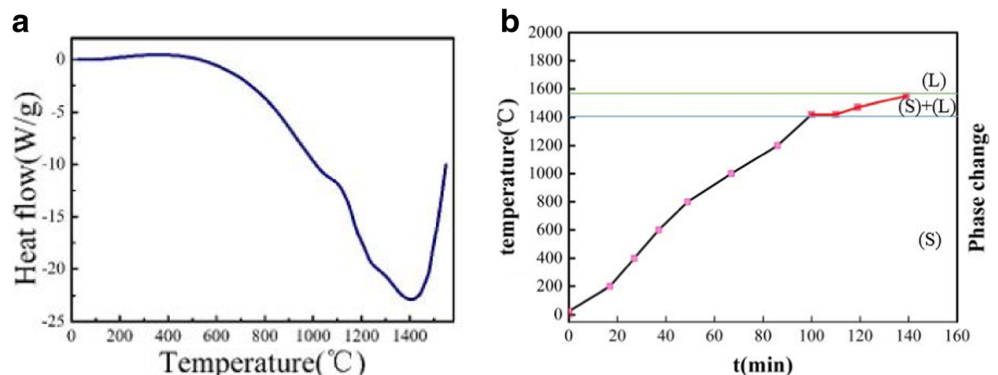 a
Heat flow(W/g)
0
-5
-10
-15
-20
-25
0 200 400 600 800 1000 1200 1400
Temperature(℃)
b
temperature(℃)
2000
1800
1600
1400
1200
1000
800
600
400
200
0
(L)
(S)+(L)
(S)
Phase change
0 20 40 60 80 100 120 140 160
t(min)